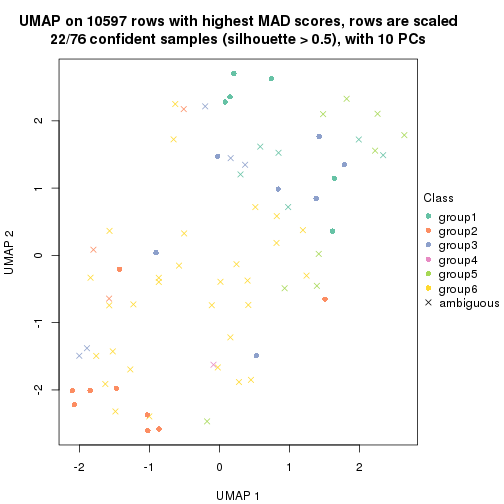 UMAP on 10597 rows with highest MAD scores, rows are scaled
22/76 confident samples (silhouette > 0.5), with 10 PCs
2
1
0
-1
-2
UMAP 2
-2
-1
0
1
2
UMAP 1
Class
group1
group2
group3
group4
group5
group6
ambiguous